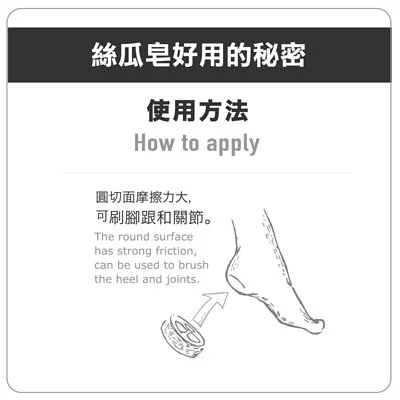 絲瓜皂好用的秘密
使用方法
How to apply
圓切面摩擦力大,
可刷腳跟和關節。
The round surface
has strong friction,
can be used to brush
the heel and joints.